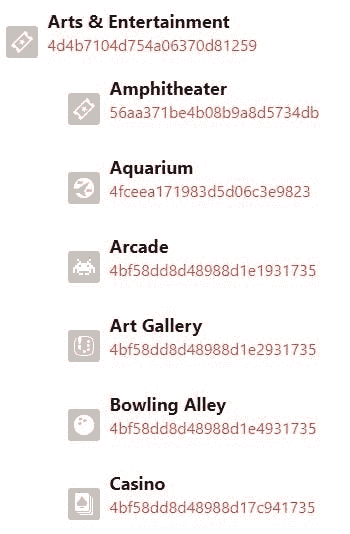 Arts & Entertainment
4d4b7104d754a06370d81259
Amphitheater
56aa371be4b08b9a8d5734db
Aquarium
4fceea171983d5d06c3e9823
Arcade
4bf58dd8d48988d1e1931735
Art Gallery
4bf58dd8d48988d1e2931735
Bowling Alley
4bf58dd8d48988d1e4931735
Casino
4bf58dd8d48988d17c941735